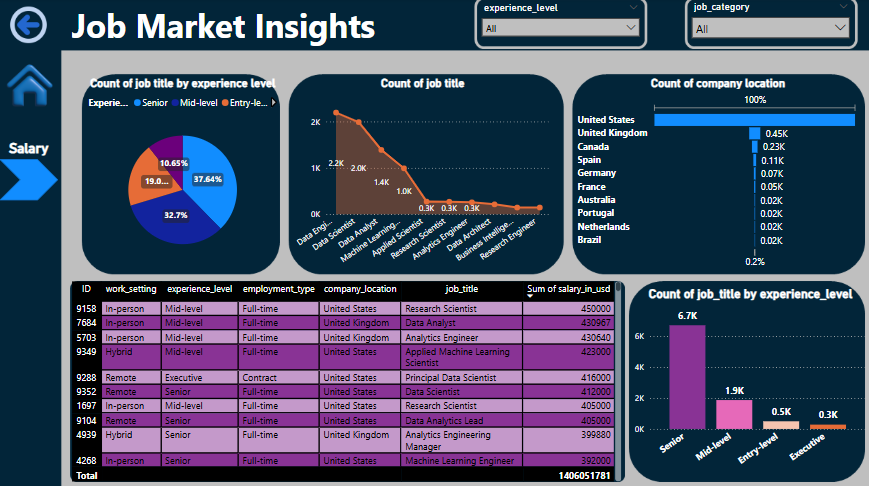 Job Market Insights
experience_level
All
job_category
All
Salary
Count of job title by experience level
Experie... Senior Mid-level Entry-le...
37.64%
32.7%
19.0...
10.65%
Count of job title
2K
1K
0K
2.2K
2.0K
1.4K
1.0K
0.3K
0.3K
0.3K
Data Engi...
Data Scientist
Data Analyst
Machine Learning...
Applied Scientist
Research Scientist
Analytics Engineer
Data Architect
Business Intellige...
Research Engineer
Count of company location
100%
United States
United Kingdom 0.45K
Canada 0.23K
Spain 0.11K
Germany 0.07K
France 0.05K
Australia 0.02K
Portugal 0.02K
Netherlands 0.02K
Brazil 0.02K
0.2%
ID work_setting experience_level employment_type company_location job_title Sum of salary_in_usd
9158 In-person Mid-level Full-time United States Research Scientist 450000
7684 In-person Mid-level Full-time United Kingdom Data Analyst 430967
5703 In-person Mid-level Full-time United Kingdom Analytics Engineer 430640
9349 Hybrid Mid-level Full-time United States Applied Machine Learning 423000
Scientist
9288 Remote Executive Contract United States Principal Data Scientist 416000
9352 Remote Senior Full-time United States Data Scientist 412000
1697 In-person Mid-level Full-time United States Research Scientist 405000
9104 Remote Senior Full-time United States Data Analytics Lead 405000
4939 Hybrid Senior Full-time United Kingdom Analytics Engineering 399880
Manager
4268 In-person Senior Full-time United States Machine Learning Engineer 392000
Total 1406051781
Count of job_title by experience_level
6K
4K
2K
0K
6.7K
1.9K
0.5K
0.3K
Senior
Mid-level
Entry-level
Executive